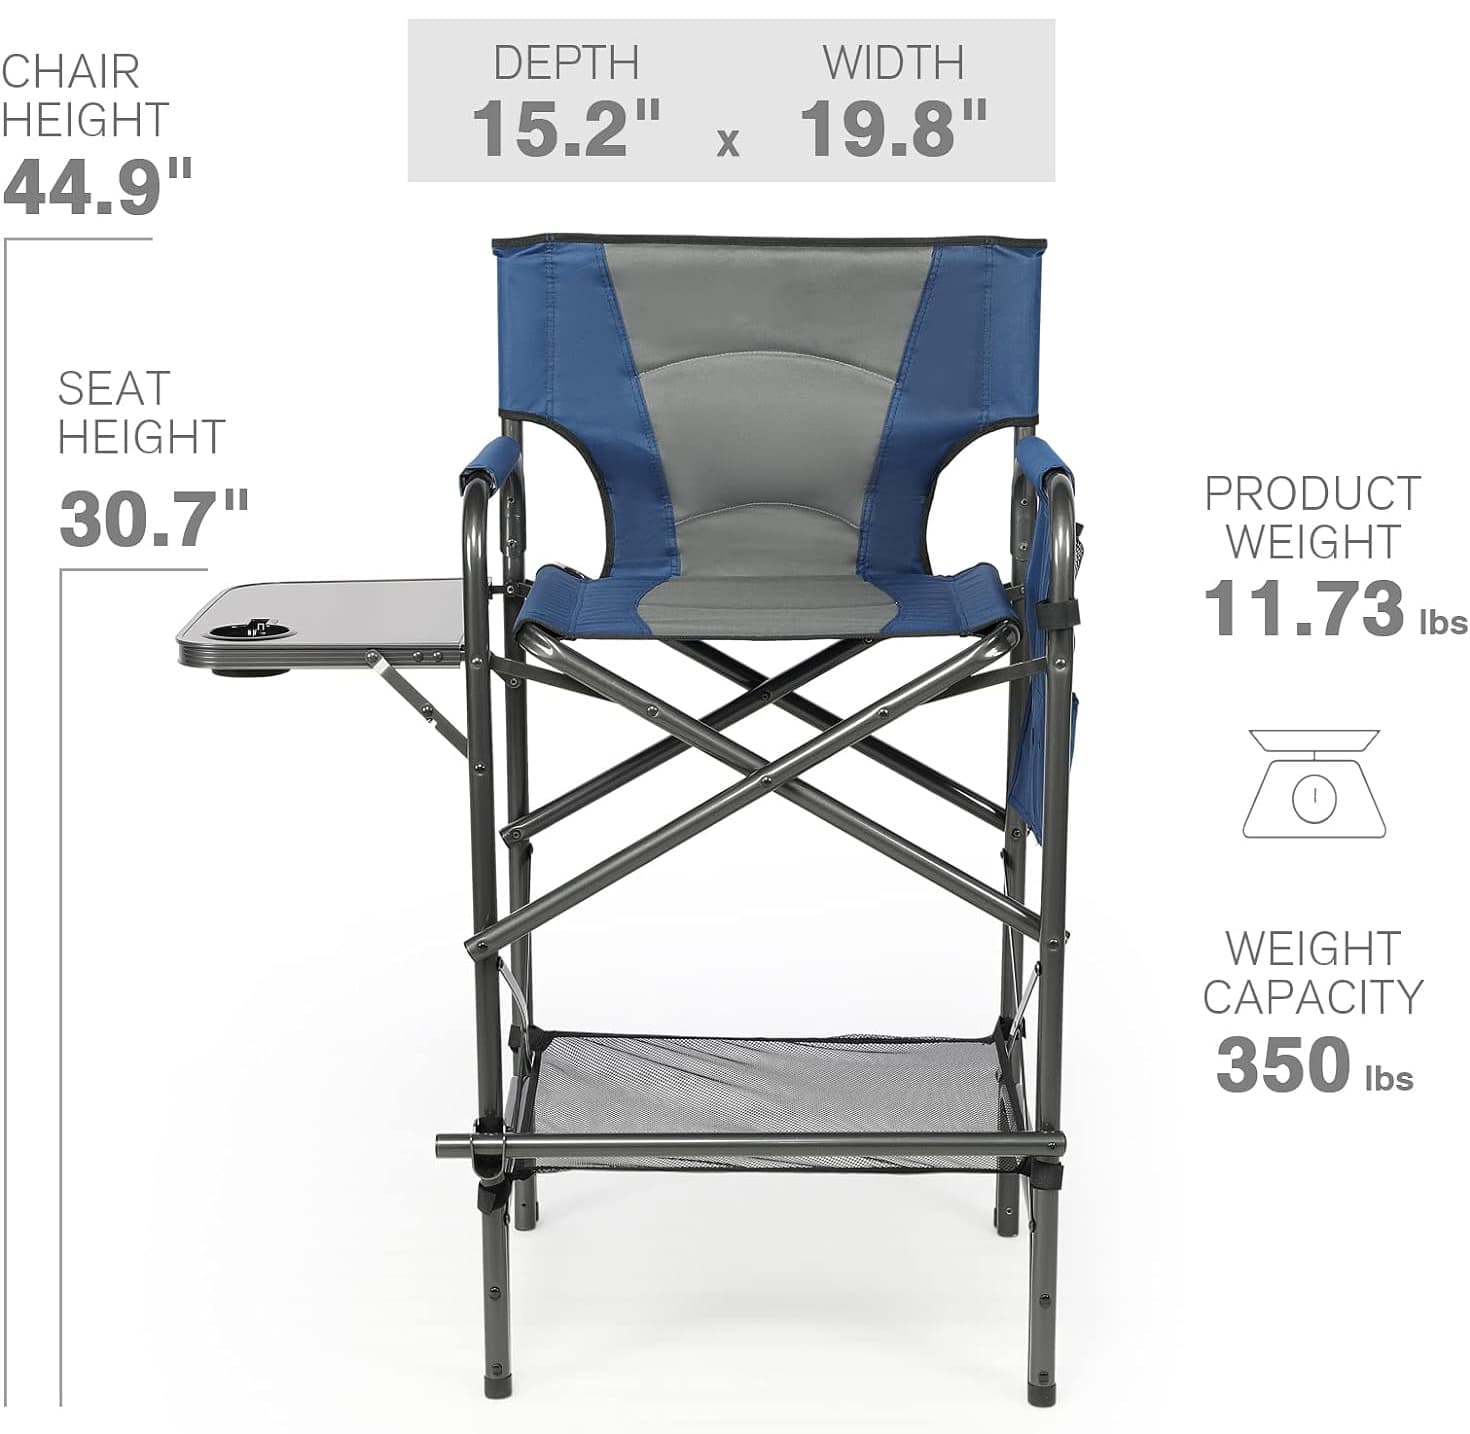 DEPTH WIDTH
15.2" x 19.8"
CHAIR
HEIGHT
44.9"
SEAT
HEIGHT
30.7"
PRODUCT
WEIGHT
11.73 lbs
WEIGHT
CAPACITY
350 lbs